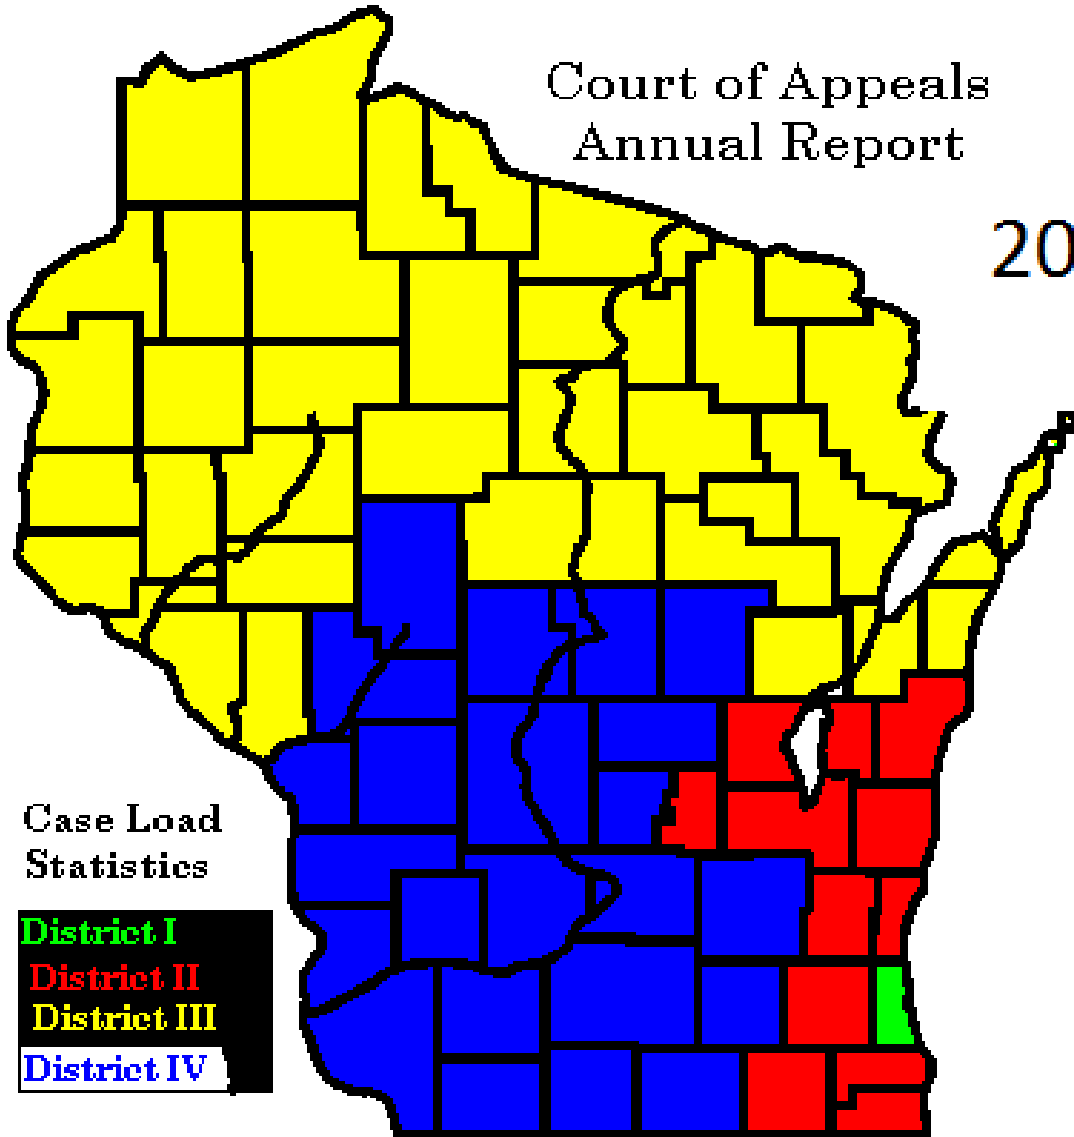 Court of Appeals
Annual Report
20
Case Load
Statistics
District I
District II
District III
District IV